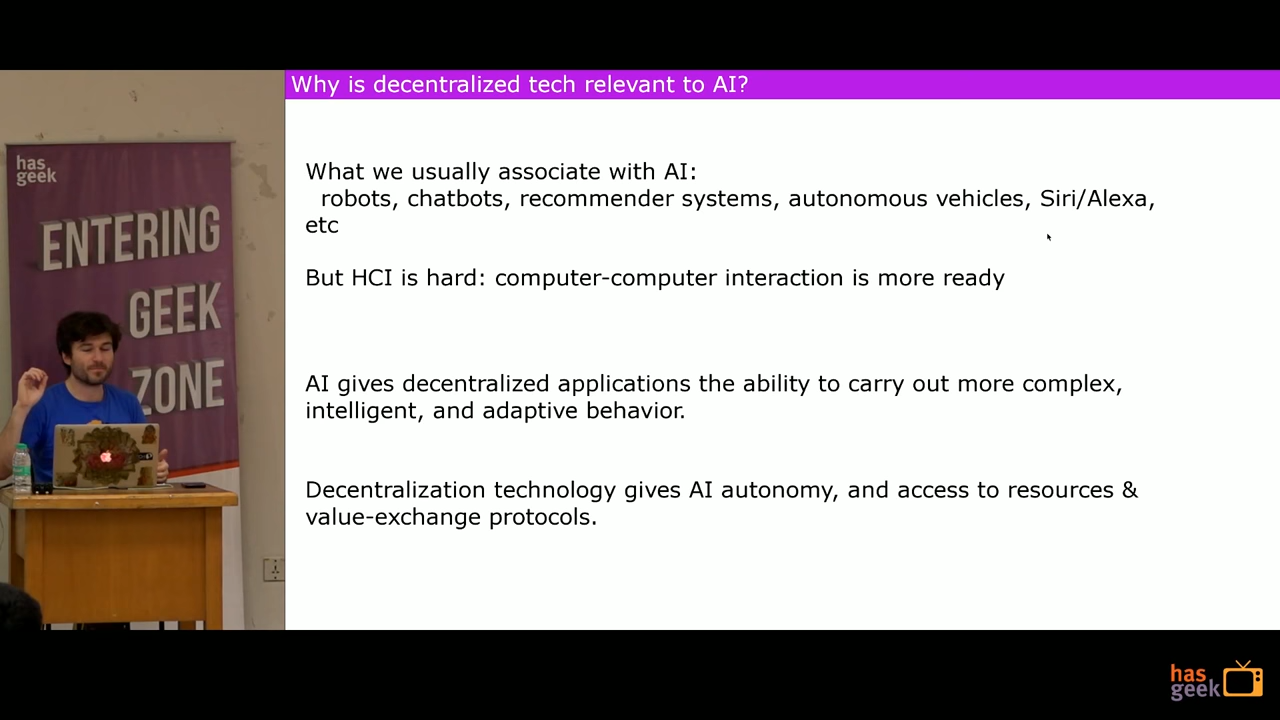 has
geek
ENTERING
GEEK
ZONE
Why is decentralized tech relevant to AI?
What we usually associate with AI:
robots, chatbots, recommender systems, autonomous vehicles, Siri/Alexa,
etc
But HCI is hard: computer-computer interaction is more ready
AI gives decentralized applications the ability to carry out more complex,
intelligent, and adaptive behavior.
Decentralization technology gives AI autonomy, and access to resources &
value-exchange protocols.
has
geek